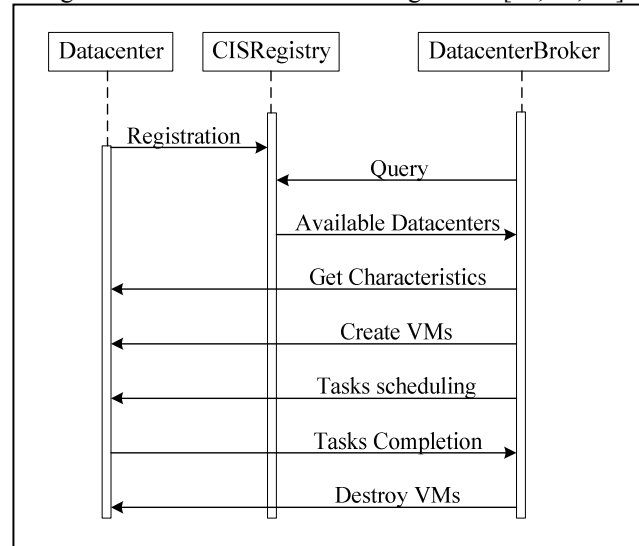 Datacenter CISRegistry DatacenterBroker
Registration
Query
Available Datacenters
Get Characteristics
Create VMs
Tasks scheduling
Tasks Completion
Destroy VMs